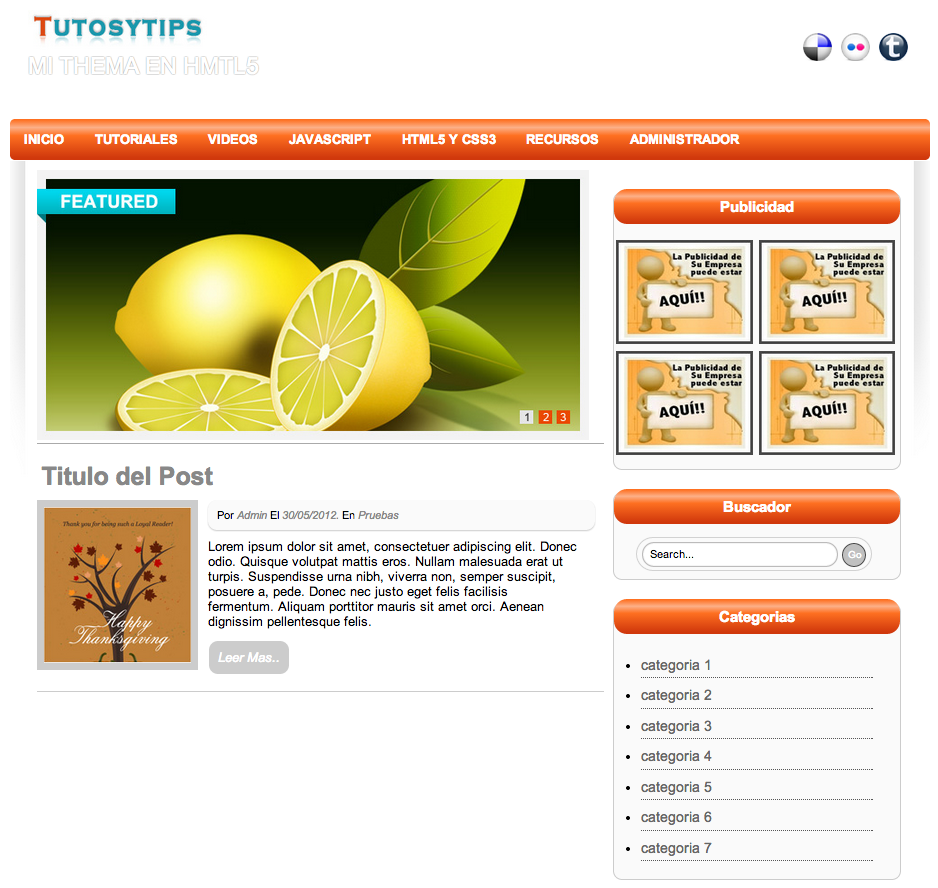 TUTOSYTIPS
MI THEMA EN HMTL5
t
INICIO TUTORIALES VIDEOS JAVASCRIPT HTML5 Y CSS3 RECURSOS ADMINISTRADOR
FEATURED
1 2 3
Titulo del Post
Thank you for being such a Loyal Reader!
Happy
Thanksgiving
Por Admin El 30/05/2012. En Pruebas
Lorem ipsum dolor sit amet, consectetuer adipiscing elit. Donec
odio. Quisque volutpat mattis eros. Nullam malesuada erat ut
turpis. Suspendisse urna nibh, viverra non, semper suscipit,
posuere a, pede. Donec nec justo eget felis facilisis
fermentum. Aliquam porttitor mauris sit amet orci. Aenean
dignissim pellentesque felis.
Leer Mas..
Publicidad
La Publicidad de
Su Empresa
puede estar
AQUÍ!!
La Publicidad de
Su Empresa
puede estar
AQUÍ!!
La Publicidad de
Su Empresa
puede estar
AQUÍ!!
La Publicidad de
Su Empresa
puede estar
AQUÍ!!
Buscador
Search... Go
Categorias
categoria 1
categoria 2
categoria 3
categoria 4
categoria 5
categoria 6
categoria 7